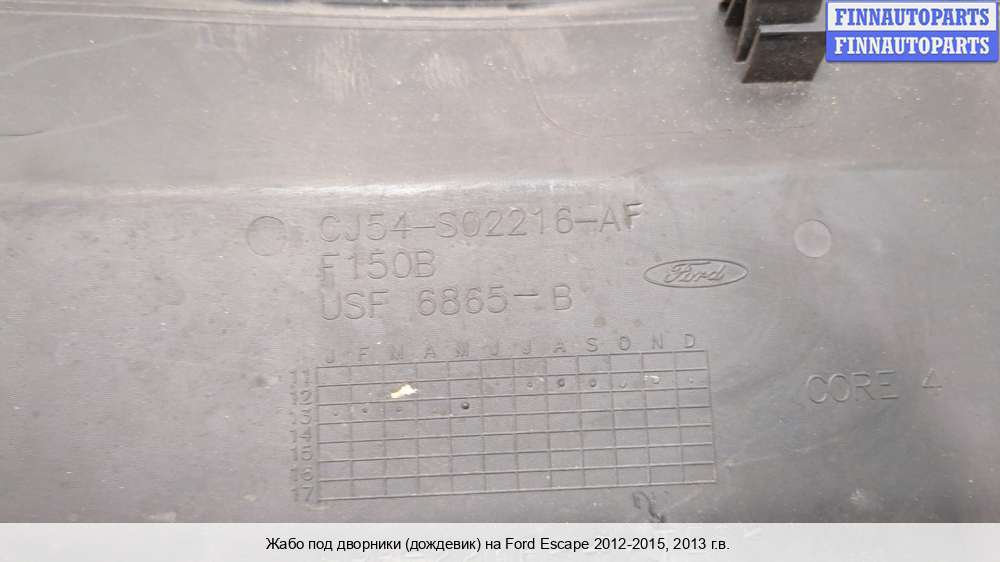 FINNAUTOPARTS
FINNAUTOPARTS
CJ54-S02216-AF
F150B
USF 6865-B
Ford
J F M A M J J A S O N D
11
12
13
14
15
16
17
CORE 4
Жабо под дворники (дождевик) на Ford Escape 2012-2015, 2013 г.в.